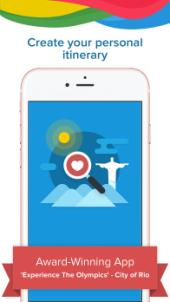 Create your personal
itinerary
Award-Winning App
'Experience The Olympics' - City of Rio